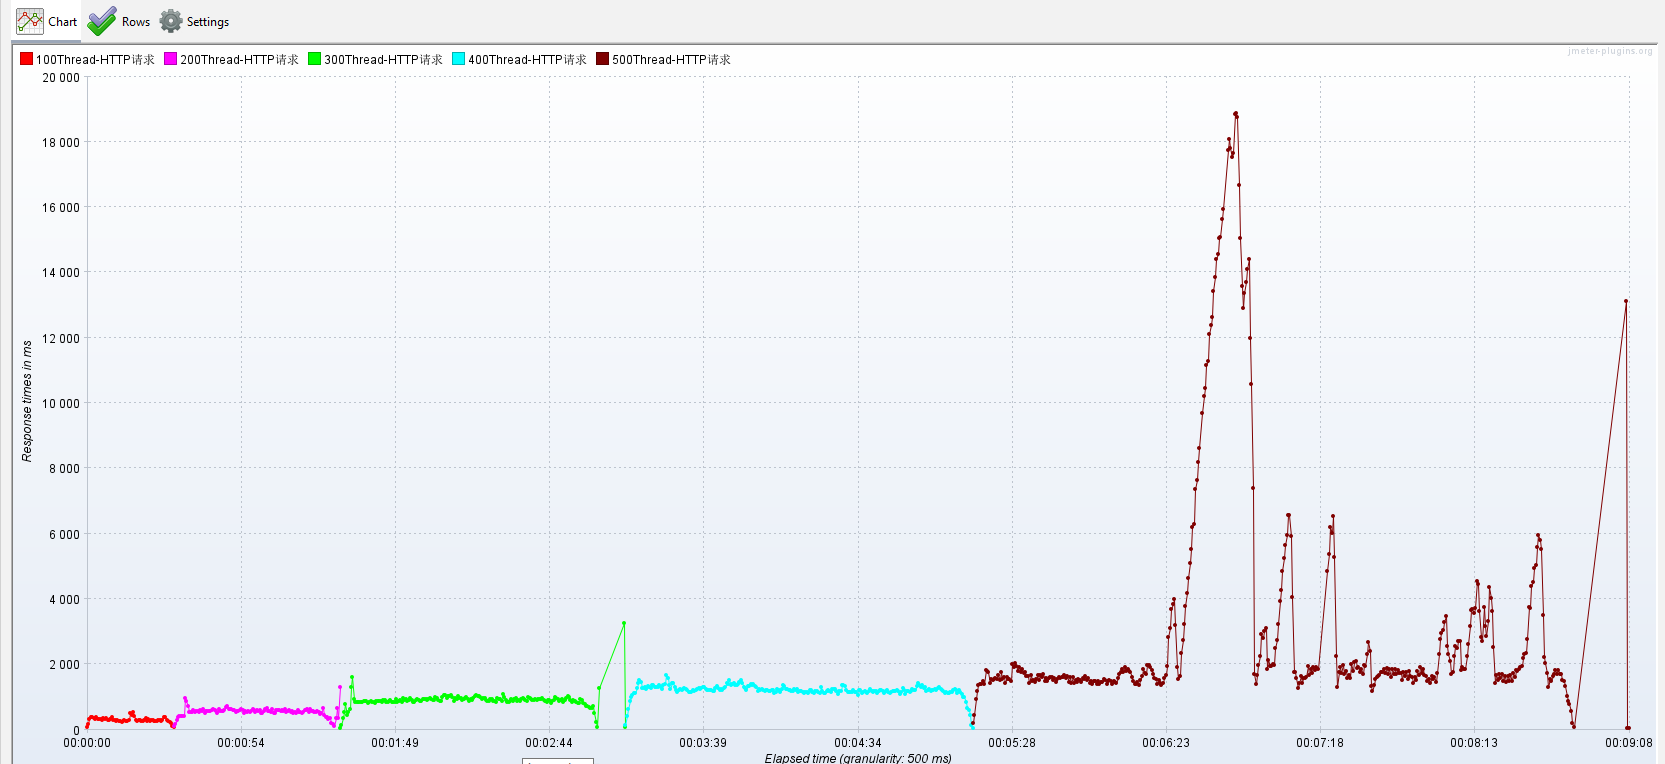 Chart Rows Settings
jmeter-plugins.org
100Thread-HTTP请求 200Thread-HTTP请求 300Thread-HTTP请求 400Thread-HTTP请求 500Thread-HTTP请求
20 000
18 000
16 000
14 000
12 000
10 000
8 000
6 000
4 000
2 000
0
Response times in ms
00:00:00 00:00:54 00:01:49 00:02:44 00:03:39 00:04:34 00:05:28 00:06:23 00:07:18 00:08:13 00:09:08
Elapsed time (granularity: 500 ms)